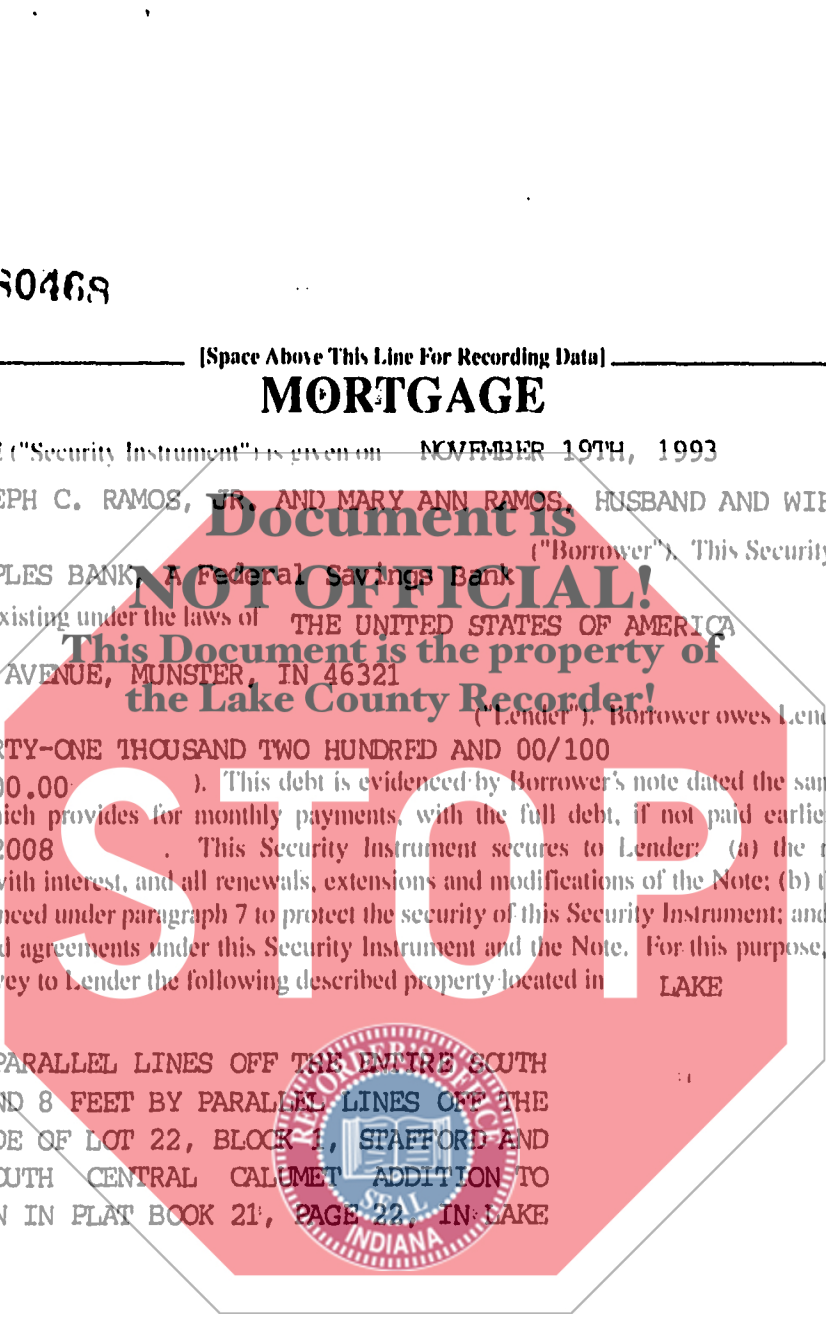 60468
[Space Above This Line For Recording Data]
MORTGAGE
("Security Instrument") is given on NOVEMBER 19TH, 1993
EPH C. RAMOS, JR. AND MARY ANN RAMOS, HUSBAND AND WIF
Document is
("Borrower"). This Security
PLES BANK, A Federal Savings Bank
NOT OFFICIAL!
xisting under the laws of THE UNITED STATES OF AMERICA
This Document is the property of
AVENUE, MUNSTER, IN 46321
the Lake County Recorder!
("Lender"). Borrower owes Lend
RTY-ONE THOUSAND TWO HUNDRED AND 00/100
00.00 ). This debt is evidenced by Borrower's note dated the sam
STOP
ich provides for monthly payments, with the full debt, if not paid earlie
2008 . This Security Instrument secures to Lender: (a) the r
with interest, and all renewals, extensions and modifications of the Note; (b) t
nced under paragraph 7 to protect the security of this Security Instrument; and
d agreements under this Security Instrument and the Note. For this purpose,
ey to Lender the following described property located in LAKE
PARALLEL LINES OFF THE ENTIRE SOUTH
ND 8 FEET BY PARALLEL LINES OFF THE
DE OF LOT 22, BLOCK 1, STAFFORD AND
OUTH CENTRAL CALUMET ADDITION TO
N IN PLAT BOOK 21, PAGE 22, IN LAKE
RECORDER'S OFFICE
SEAL
INDIANA